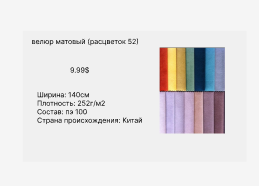 велюр матовый (расцветок 52)
9.99$
Ширина: 140см
Плотность: 252г/м2
Состав: пэ 100
Страна происхождения: Китай